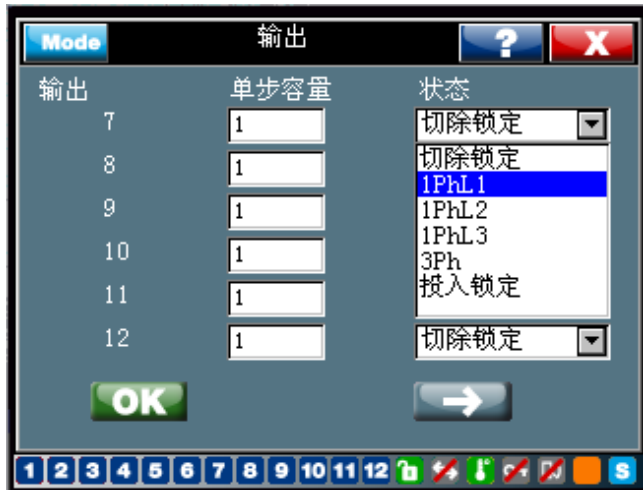 Mode 输出 ? X
输出 单步容量 状态
7 1 切除锁定
8 1 切除锁定
1PhL1
9 1 1PhL2
1PhL3
10 1 3Ph
投入锁定
11 1
12 1 切除锁定
OK
1 2 3 4 5 6 7 8 9 10 11 12 S